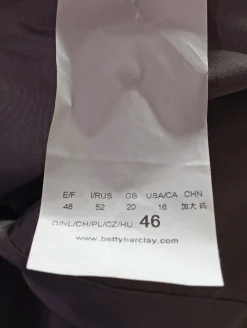 E/F I/RUS GB USA/CA CHN
48 52 20 16 加大码
D/NL/CH/PL/CZ/HU 46
www.bettybarclay.com